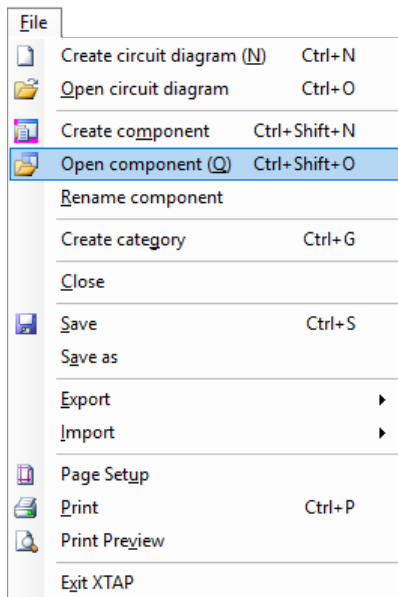 File
Create circuit diagram (N) Ctrl+N
Open circuit diagram Ctrl+O
Create component Ctrl+Shift+N
Open component (Q) Ctrl+Shift+O
Rename component
Create category Ctrl+G
Close
Save Ctrl+S
Save as
Export
Import
Page Setup
Print Ctrl+P
Print Preview
Exit XTAP